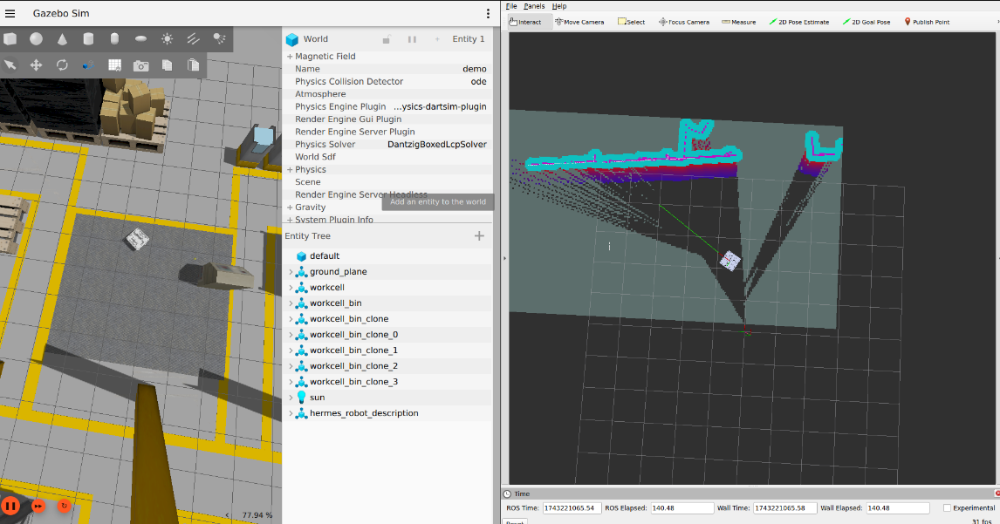 Gazebo Sim
World
Entity 1
Magnetic Field
Name demo
Physics Collision Detector ode
Atmosphere
Physics Engine Plugin ...ysics-dartsim-plugin
Render Engine Gui Plugin
Render Engine Server Plugin
Physics Solver DantzigBoxedLcpSolver
World Sdf
Physics
Scene
Render Engine Server Headless
Add an entity to the world
Gravity
System Plugin Info
Entity Tree
default
ground_plane
workcell
workcell_bin
workcell_bin_clone
workcell_bin_clone_0
workcell_bin_clone_1
workcell_bin_clone_2
workcell_bin_clone_3
sun
hermes_robot_description
77.94 %
File Panels Help
Interact Move Camera Select Focus Camera Measure 2D Pose Estimate 2D Goal Pose Publish Point
Time
ROS Time: 1743221065.54 ROS Elapsed: 140.48 Wall Time: 1743221065.58 Wall Elapsed: 140.48 Experimental
Reset
31 fps